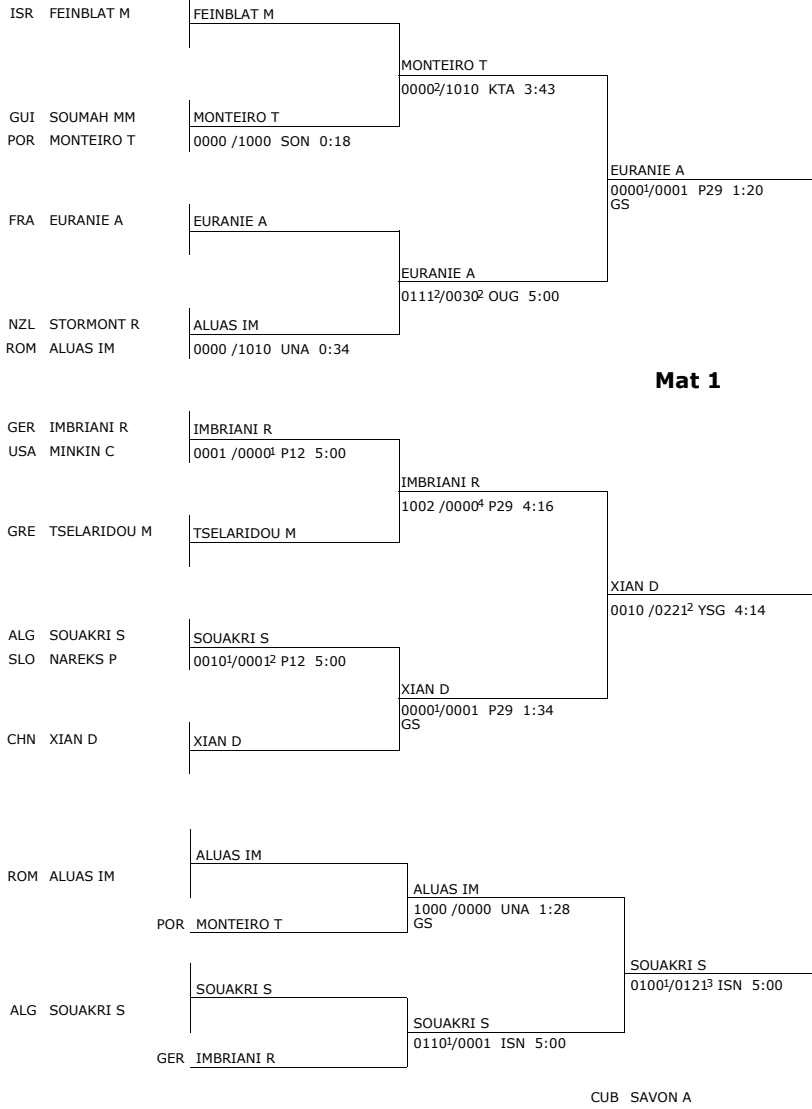 ISR FEINBLAT M FEINBLAT M
MONTEIRO T
0000²/1010 KTA 3:43
GUI SOUMAH MM MONTEIRO T
POR MONTEIRO T 0000 /1000 SON 0:18
EURANIE A
0000¹/0001 P29 1:20
GS
FRA EURANIE A EURANIE A
EURANIE A
0111²/0030² OUG 5:00
NZL STORMONT R ALUAS IM
ROM ALUAS IM 0000 /1010 UNA 0:34
Mat 1
GER IMBRIANI R IMBRIANI R
USA MINKIN C 0001 /0000¹ P12 5:00
IMBRIANI R
1002 /0000⁴ P29 4:16
GRE TSELARIDOU M TSELARIDOU M
XIAN D
0010 /0221² YSG 4:14
ALG SOUAKRI S SOUAKRI S
SLO NAREKS P 0010¹/0001² P12 5:00
XIAN D
0000¹/0001 P29 1:34
GS
CHN XIAN D XIAN D
ALUAS IM
ROM ALUAS IM
ALUAS IM
1000 /0000 UNA 1:28
GS
POR MONTEIRO T
SOUAKRI S
0100¹/0121³ ISN 5:00
SOUAKRI S
ALG SOUAKRI S
SOUAKRI S
0110¹/0001 ISN 5:00
GER IMBRIANI R
CUB SAVON A